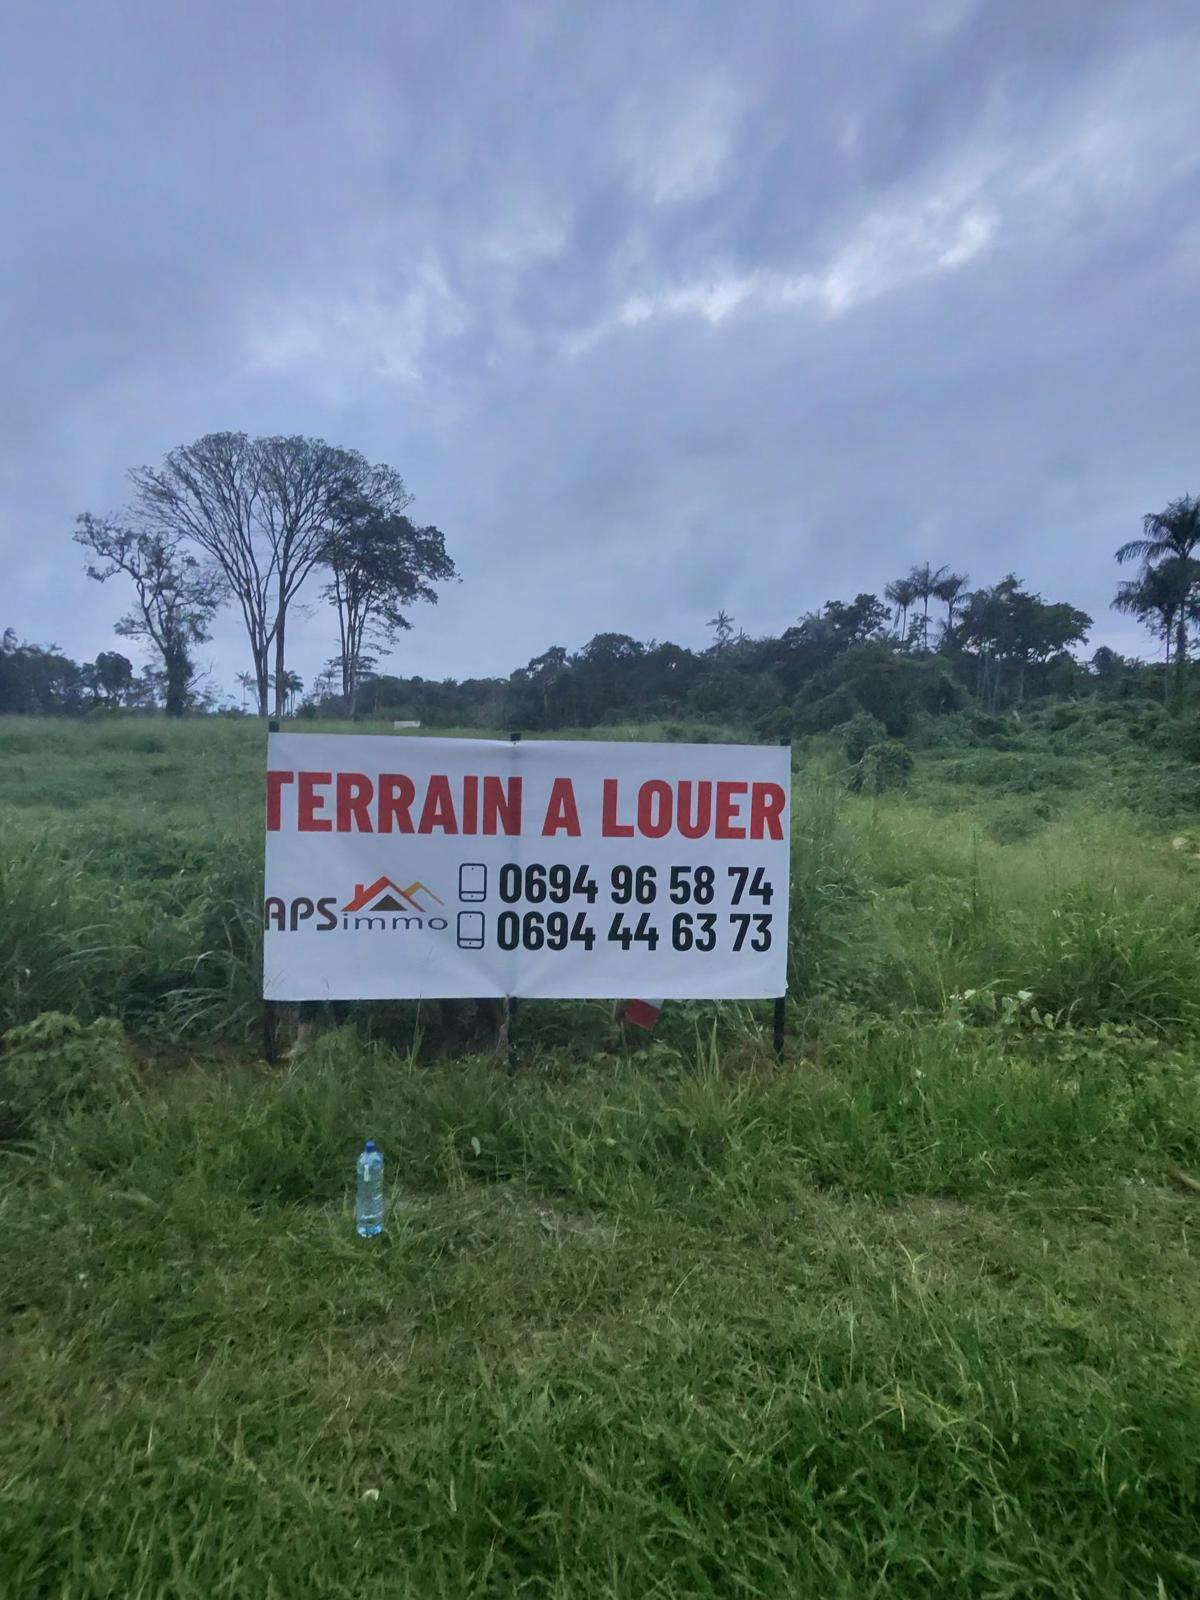 TERRAIN A LOUER
0694 96 58 74
APSimmo
0694 44 63 73